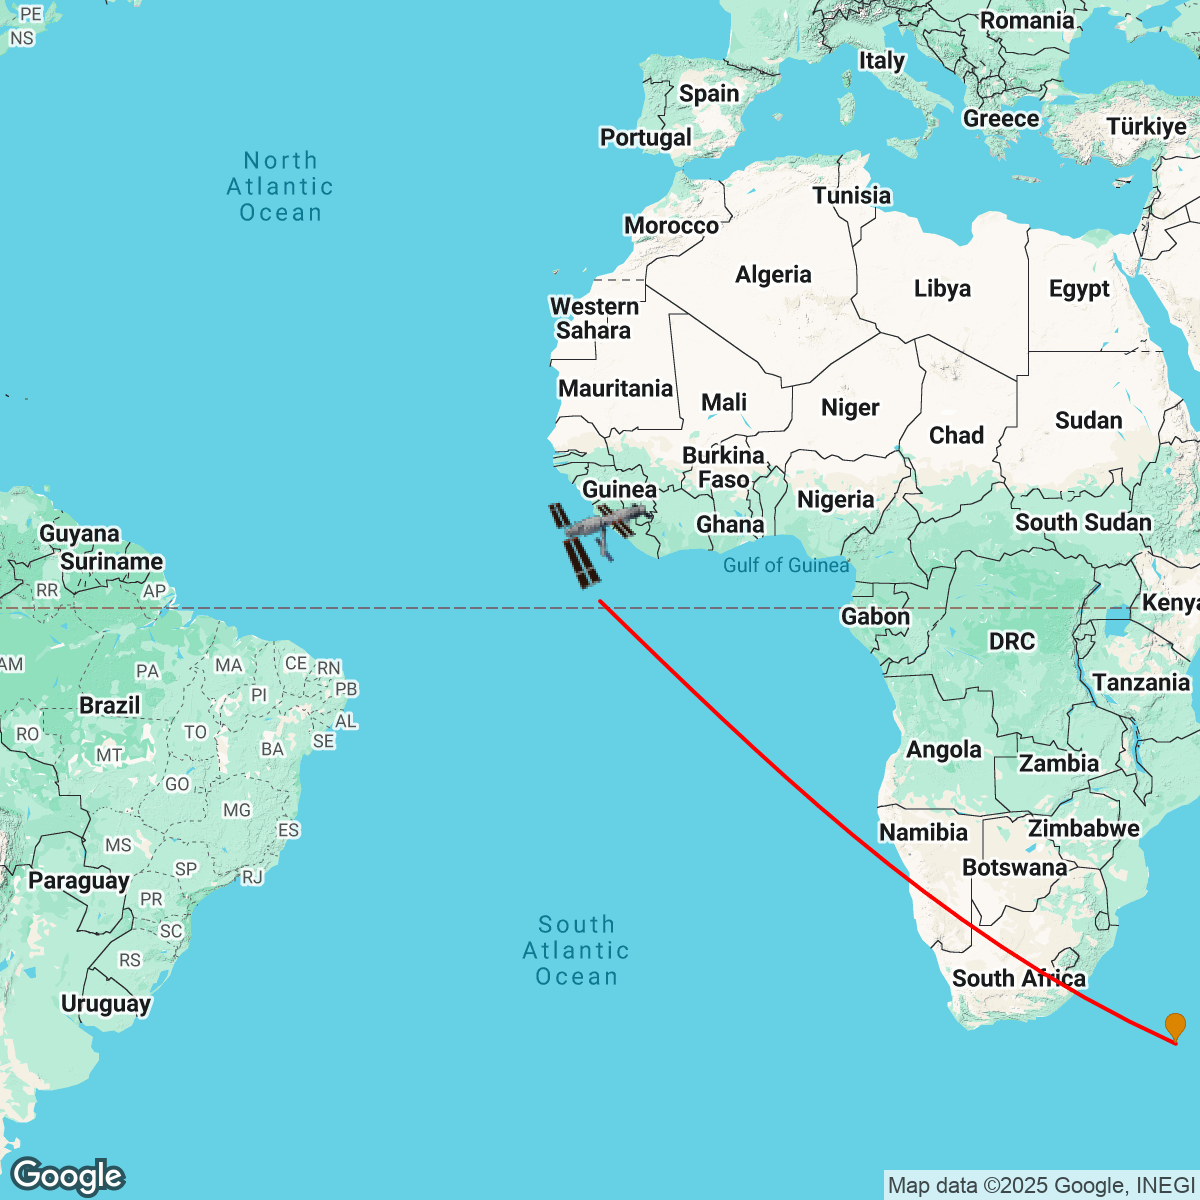 PE
NS
Romania
Italy
Spain
Portugal
Greece
Türkiye
North
Atlantic
Ocean
Tunisia
Morocco
Algeria
Libya
Egypt
Western
Sahara
Mauritania
Mali
Niger
Chad
Sudan
Burkina
Faso
Guinea
Nigeria
Ghana
South Sudan
Guyana
Suriname
Gulf of Guinea
RR
AP
Kenya
Gabon
DRC
AM
PA
MA
CE
RN
PI
PB
Tanzania
Brazil
TO
AL
SE
RO
MT
BA
Angola
Zambia
GO
MG
ES
Namibia
Zimbabwe
MS
SP
RJ
Botswana
Paraguay
PR
SC
RS
South
Atlantic
Ocean
South Africa
Uruguay
Google
Map data ©2025 Google, INEGI